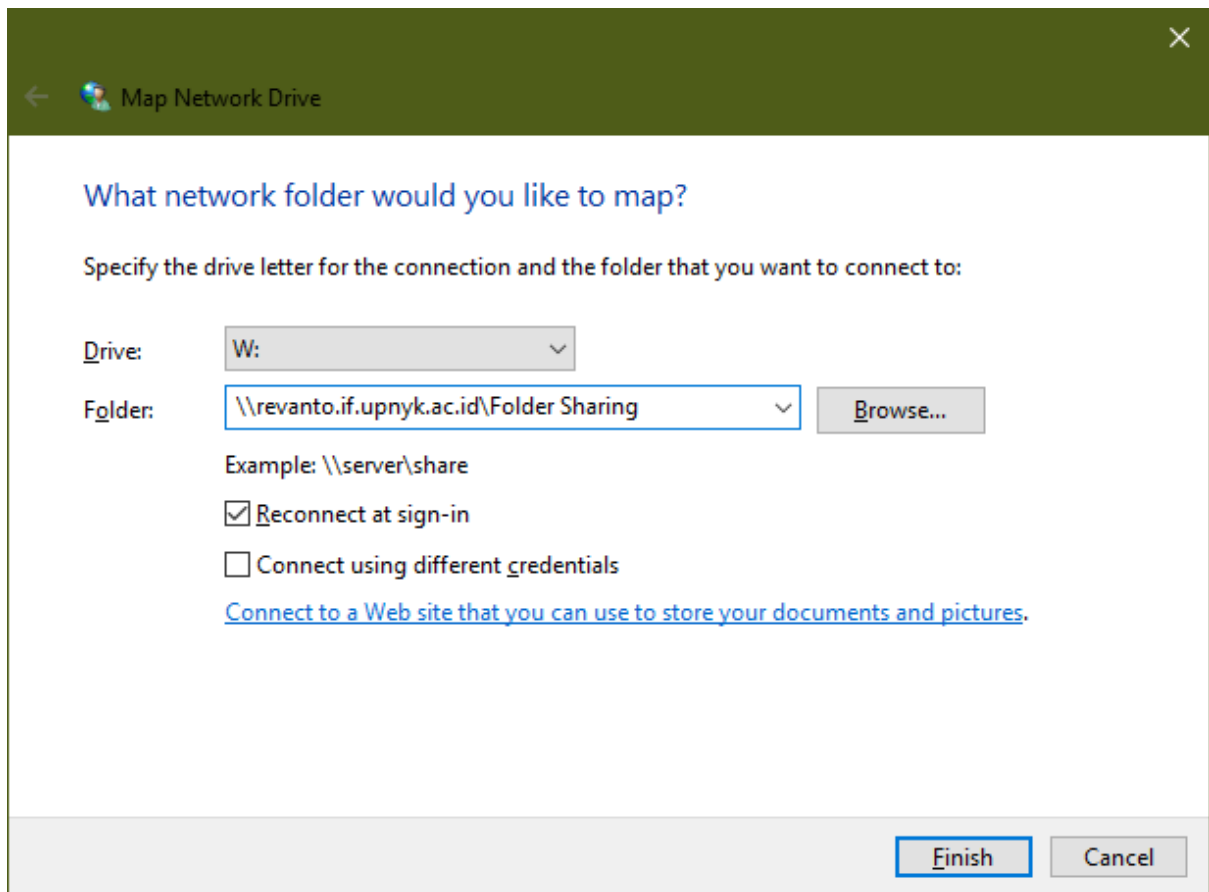 Map Network Drive
What network folder would you like to map?
Specify the drive letter for the connection and the folder that you want to connect to:
Drive: W:
Folder: \\revanto.if.upnyk.ac.id\Folder Sharing Browse...
Example: \\server\share
Reconnect at sign-in
Connect using different credentials
Connect to a Web site that you can use to store your documents and pictures.
Finish Cancel